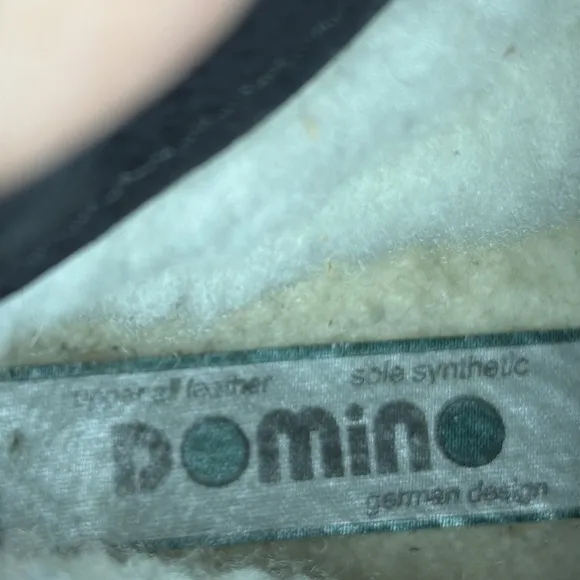 upper all leather sole synthetic
DOMINO
german design